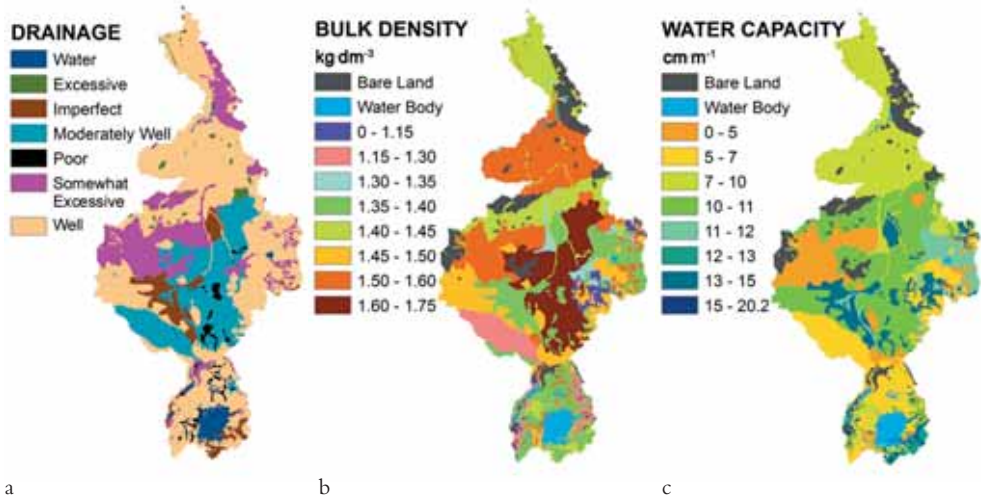 DRAINAGE
Water
Excessive
Imperfect
Moderately Well
Poor
Somewhat
Excessive
Well
a
BULK DENSITY
kg dm⁻³
Bare Land
Water Body
0 - 1.15
1.15 - 1.30
1.30 - 1.35
1.35 - 1.40
1.40 - 1.45
1.45 - 1.50
1.50 - 1.60
1.60 - 1.75
b
WATER CAPACITY
cm m⁻¹
Bare Land
Water Body
0 - 5
5 - 7
7 - 10
10 - 11
11 - 12
12 - 13
13 - 15
15 - 20.2
c